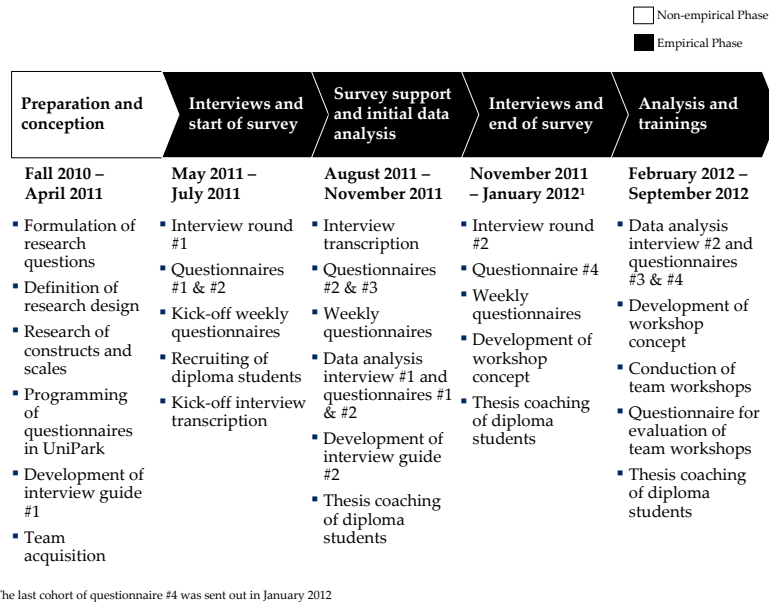 Non-empirical Phase
Empirical Phase
Preparation and
conception
Interviews and
start of survey
Survey support
and initial data
analysis
Interviews and
end of survey
Analysis and
trainings
Fall 2010 –
April 2011
▪ Formulation of
research
questions
▪ Definition of
research design
▪ Research of
constructs and
scales
▪ Programming
of
questionnaires
in UniPark
▪ Development of
interview guide
#1
▪ Team
acquisition
May 2011 –
July 2011
▪ Interview round
#1
▪ Questionnaires
#1 & #2
▪ Kick-off weekly
questionnaires
▪ Recruiting of
diploma students
▪ Kick-off interview
transcription
August 2011 –
November 2011
▪ Interview
transcription
▪ Questionnaires
#2 & #3
▪ Weekly
questionnaires
▪ Data analysis
interview #1 and
questionnaires #1
& #2
▪ Development of
interview guide
#2
▪ Thesis coaching
of diploma
students
November 2011
– January 2012¹
▪ Interview round
#2
▪ Questionnaire #4
▪ Weekly
questionnaires
▪ Development of
workshop
concept
▪ Thesis coaching
of diploma
students
February 2012 –
September 2012
▪ Data analysis
interview #2 and
questionnaires
#3 & #4
▪ Development of
workshop
concept
▪ Conduction of
team workshops
▪ Questionnaire for
evaluation of
team workshops
▪ Thesis coaching
of diploma
students
The last cohort of questionnaire #4 was sent out in January 2012